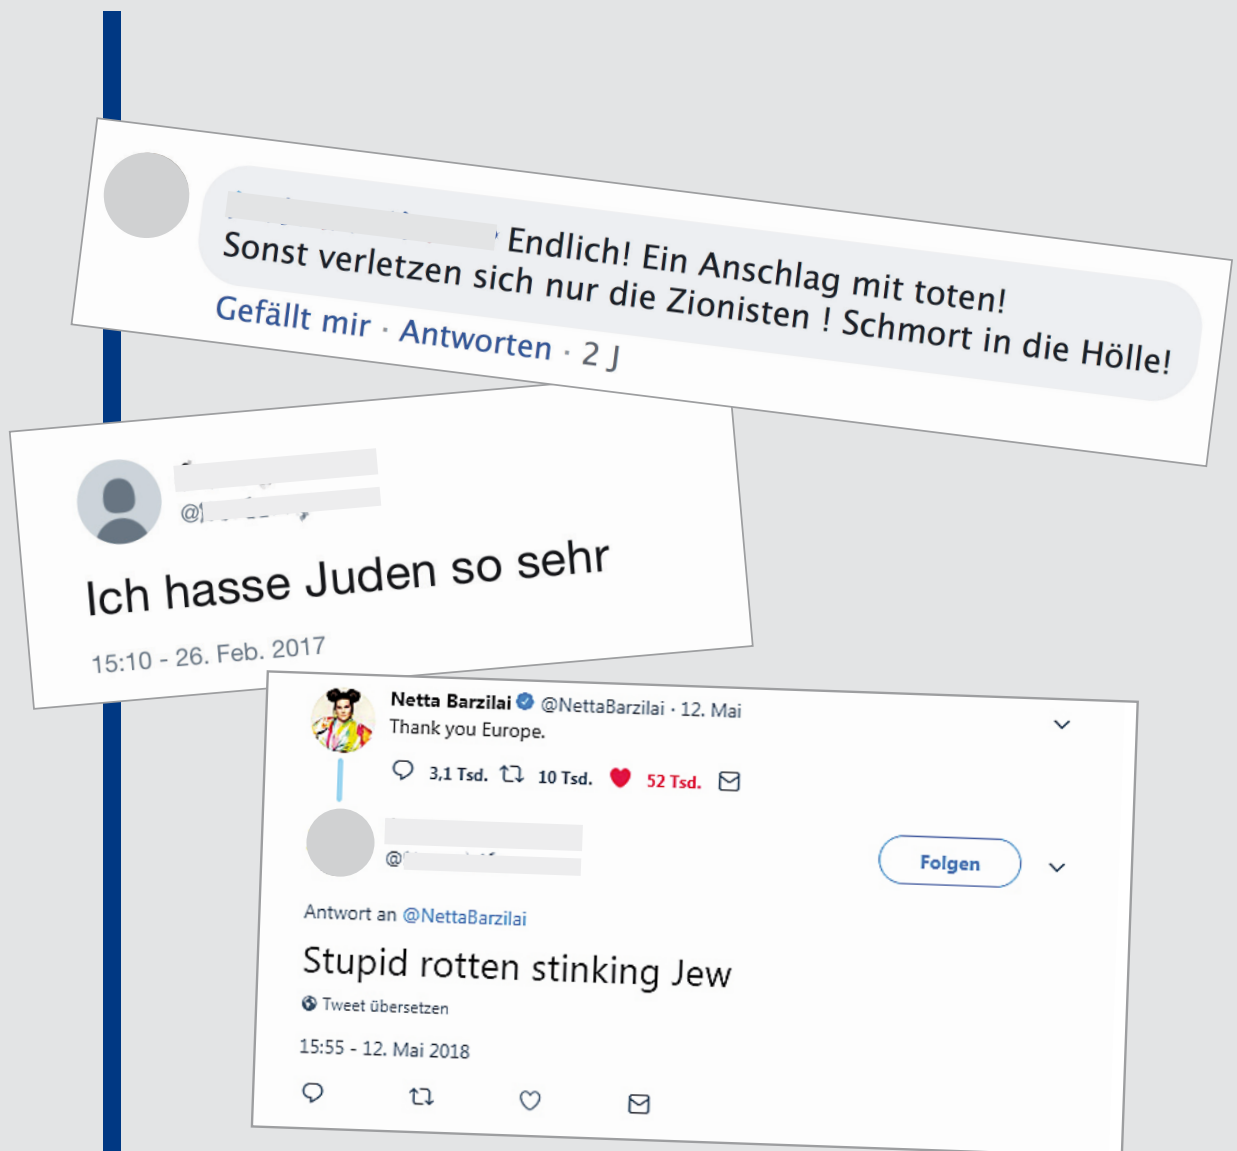 Endlich! Ein Anschlag mit toten!
Sonst verletzen sich nur die Zionisten ! Schmort in die Hölle!
Gefällt mir · Antworten · 2 J
@
Ich hasse Juden so sehr
15:10 - 26. Feb. 2017
Netta Barzilai @NettaBarzilai · 12. Mai
Thank you Europe.
3,1 Tsd. 10 Tsd. 52 Tsd.
@
Folgen
Antwort an @NettaBarzilai
Stupid rotten stinking Jew
Tweet übersetzen
15:55 - 12. Mai 2018